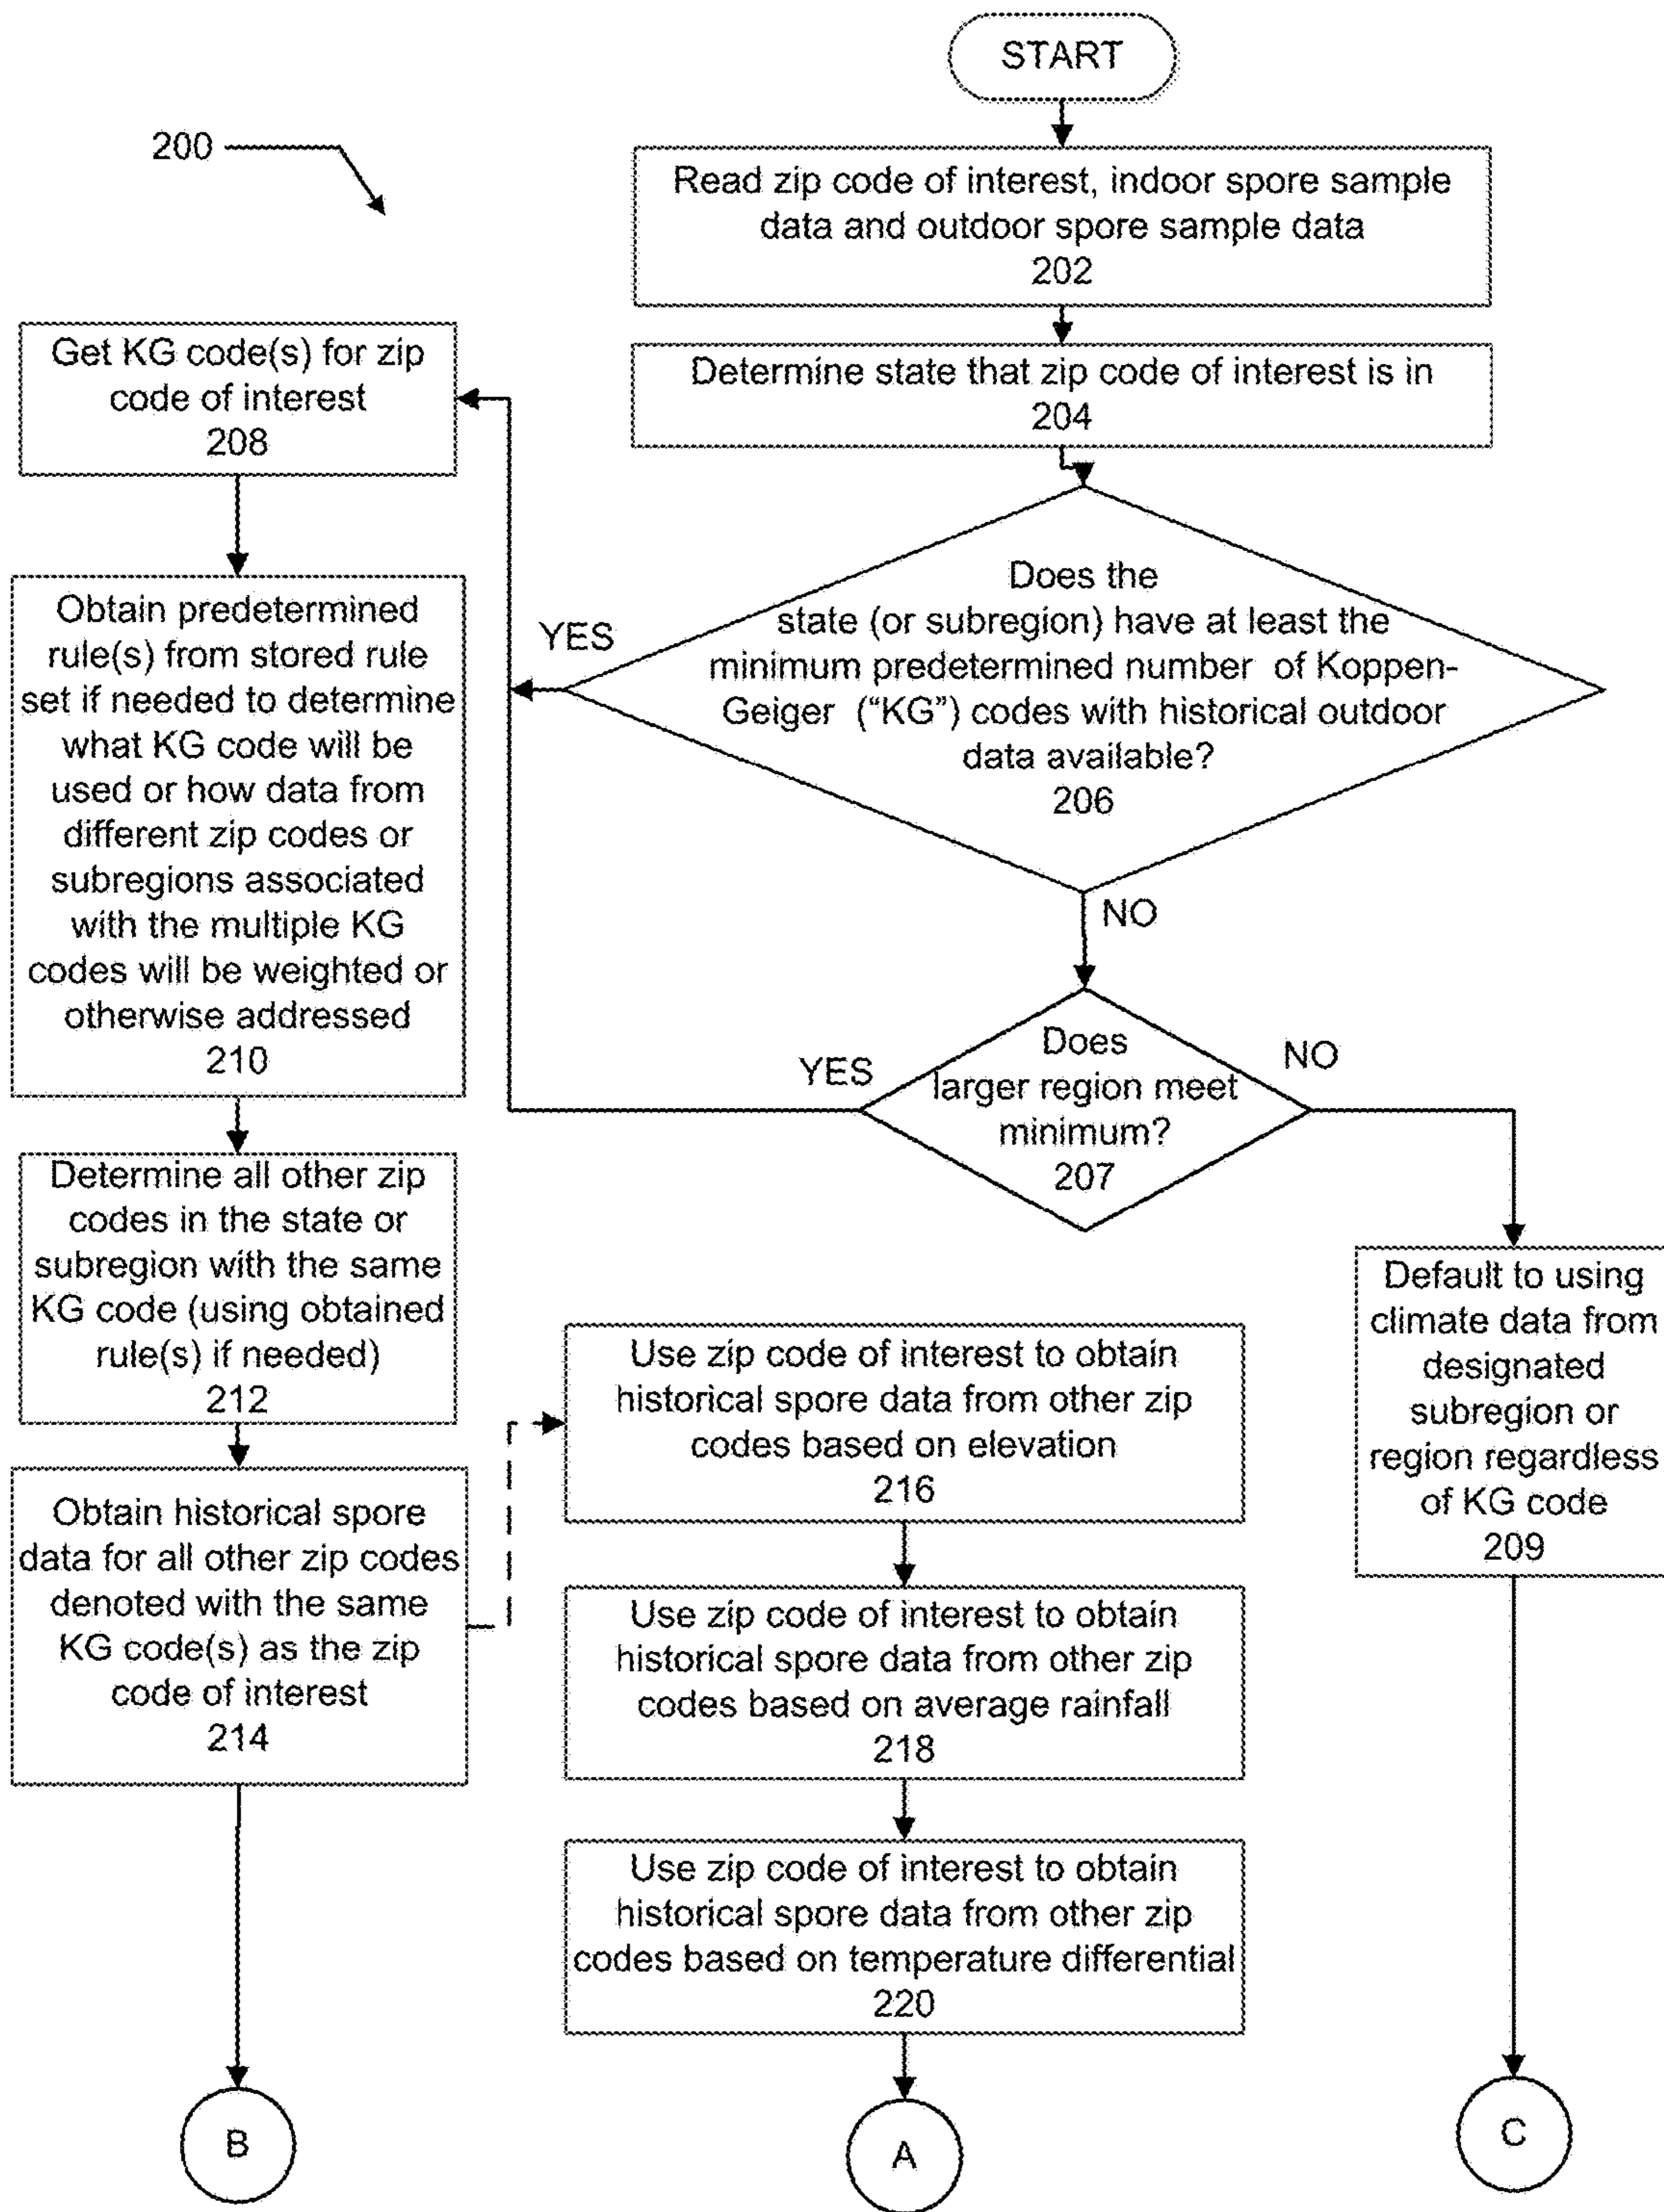 START
200
Read zip code of interest, indoor spore sample
data and outdoor spore sample data
202
Determine state that zip code of interest is in
204
Does the
state (or subregion) have at least the
minimum predetermined number of Koppen-
Geiger ("KG") codes with historical outdoor
data available?
206
YES
NO
Does
larger region meet
minimum?
207
YES
NO
Get KG code(s) for zip
code of interest
208
Obtain predetermined
rule(s) from stored rule
set if needed to determine
what KG code will be
used or how data from
different zip codes or
subregions associated
with the multiple KG
codes will be weighted or
otherwise addressed
210
Determine all other zip
codes in the state or
subregion with the same
KG code (using obtained
rule(s) if needed)
212
Obtain historical spore
data for all other zip codes
denoted with the same
KG code(s) as the zip
code of interest
214
Use zip code of interest to obtain
historical spore data from other zip
codes based on elevation
216
Use zip code of interest to obtain
historical spore data from other zip
codes based on average rainfall
218
Use zip code of interest to obtain
historical spore data from other zip
codes based on temperature differential
220
Default to using
climate data from
designated
subregion or
region regardless
of KG code
209
B
A
C